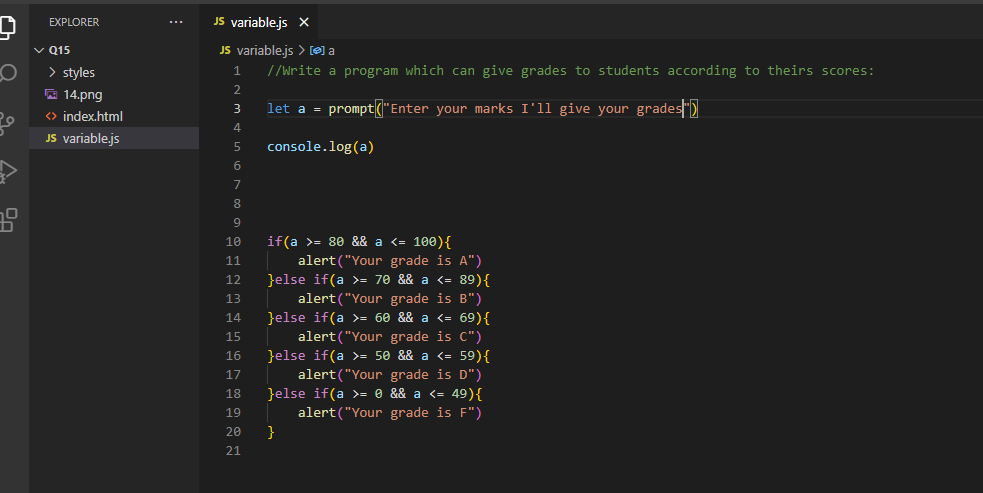 EXPLORER ···
Q15
styles
14.png
<> index.html
JS variable.js
JS variable.js ×
JS variable.js > a
1 //Write a program which can give grades to students according to theirs scores:
2
3 let a = prompt("Enter your marks I'll give your grades")
4
5 console.log(a)
6
7
8
9
10 if(a >= 80 && a <= 100){
11 alert("Your grade is A")
12 }else if(a >= 70 && a <= 89){
13 alert("Your grade is B")
14 }else if(a >= 60 && a <= 69){
15 alert("Your grade is C")
16 }else if(a >= 50 && a <= 59){
17 alert("Your grade is D")
18 }else if(a >= 0 && a <= 49){
19 alert("Your grade is F")
20 }
21